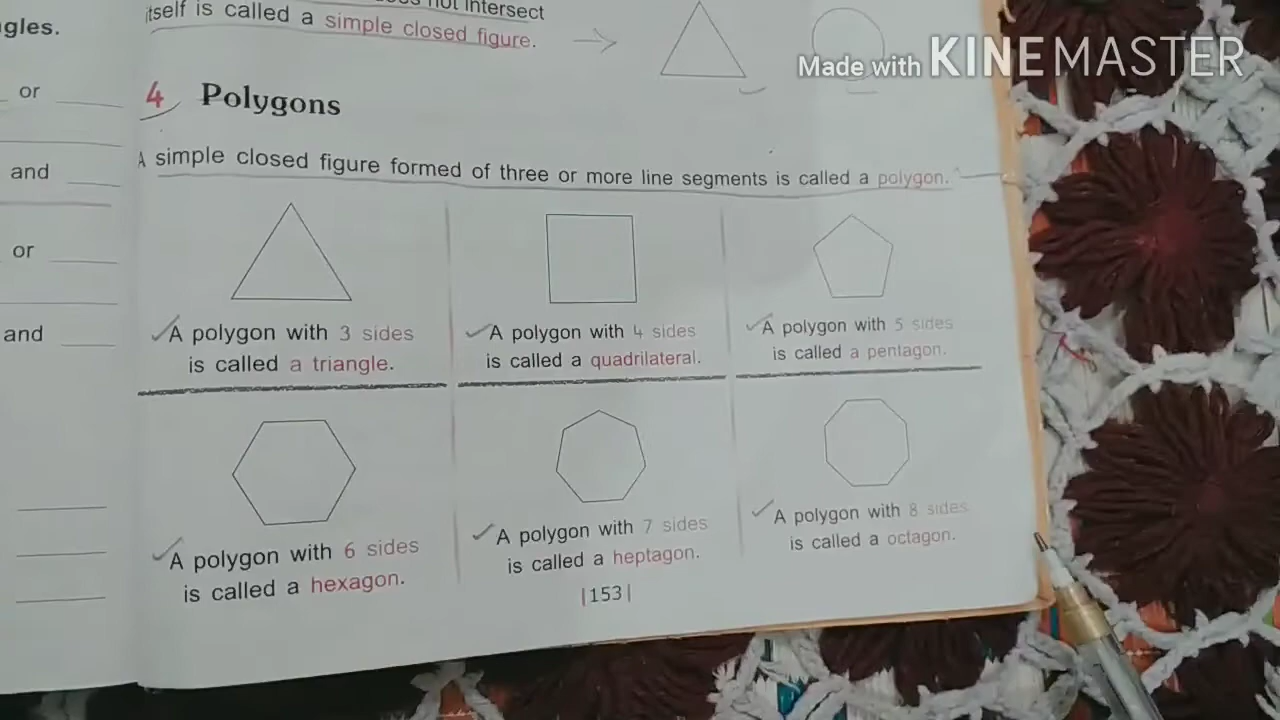 not intersect
itself is called a simple closed figure.
Made with KINEMASTER
gles.
or
and
or
and
4 Polygons
A simple closed figure formed of three or more line segments is called a polygon.
A polygon with 3 sides
is called a triangle.
A polygon with 4 sides
is called a quadrilateral.
A polygon with 5 sides
is called a pentagon.
A polygon with 6 sides
is called a hexagon.
A polygon with 7 sides
is called a heptagon.
A polygon with 8 sides
is called a octagon.
|153|